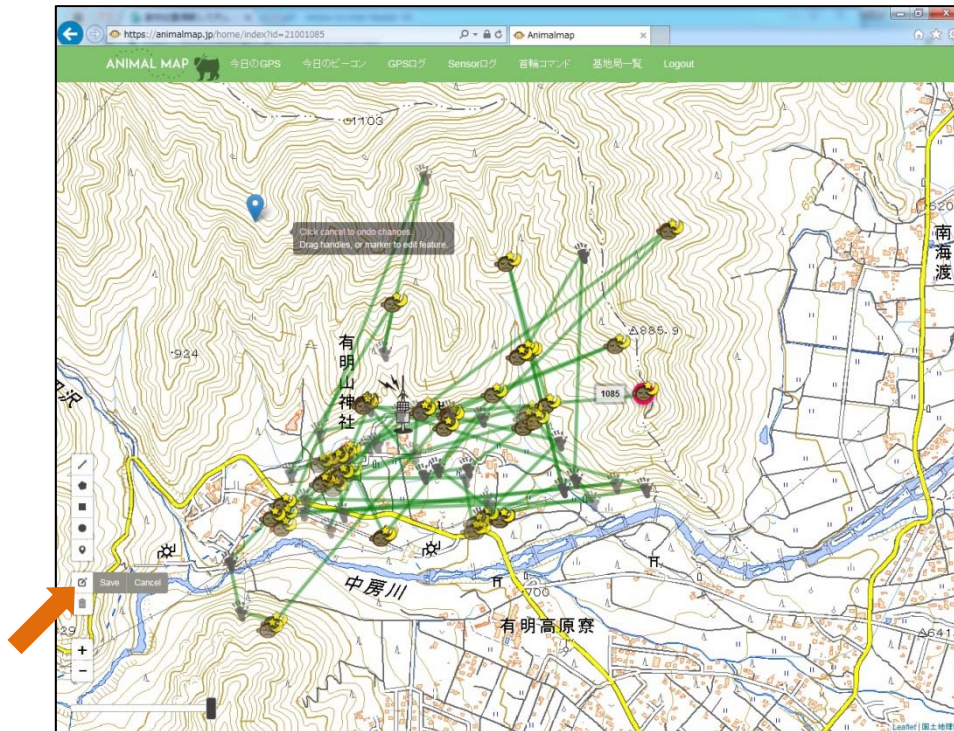 https://animalmap.jp/home/index?id=21001085
Animalmap
ANIMAL MAP 今日のGPS 今日のビーコン GPSログ Sensorログ 首輪コマンド 基地局一覧 Logout
1103
620
Click cancel to undo changes.
Drag handles, or marker to edit feature.
南海渡
650
885.9
924
有明山神社
1085
Save Cancel
中房川
700
有明高原寮
29
641
+
−
Leaflet | 国土地理